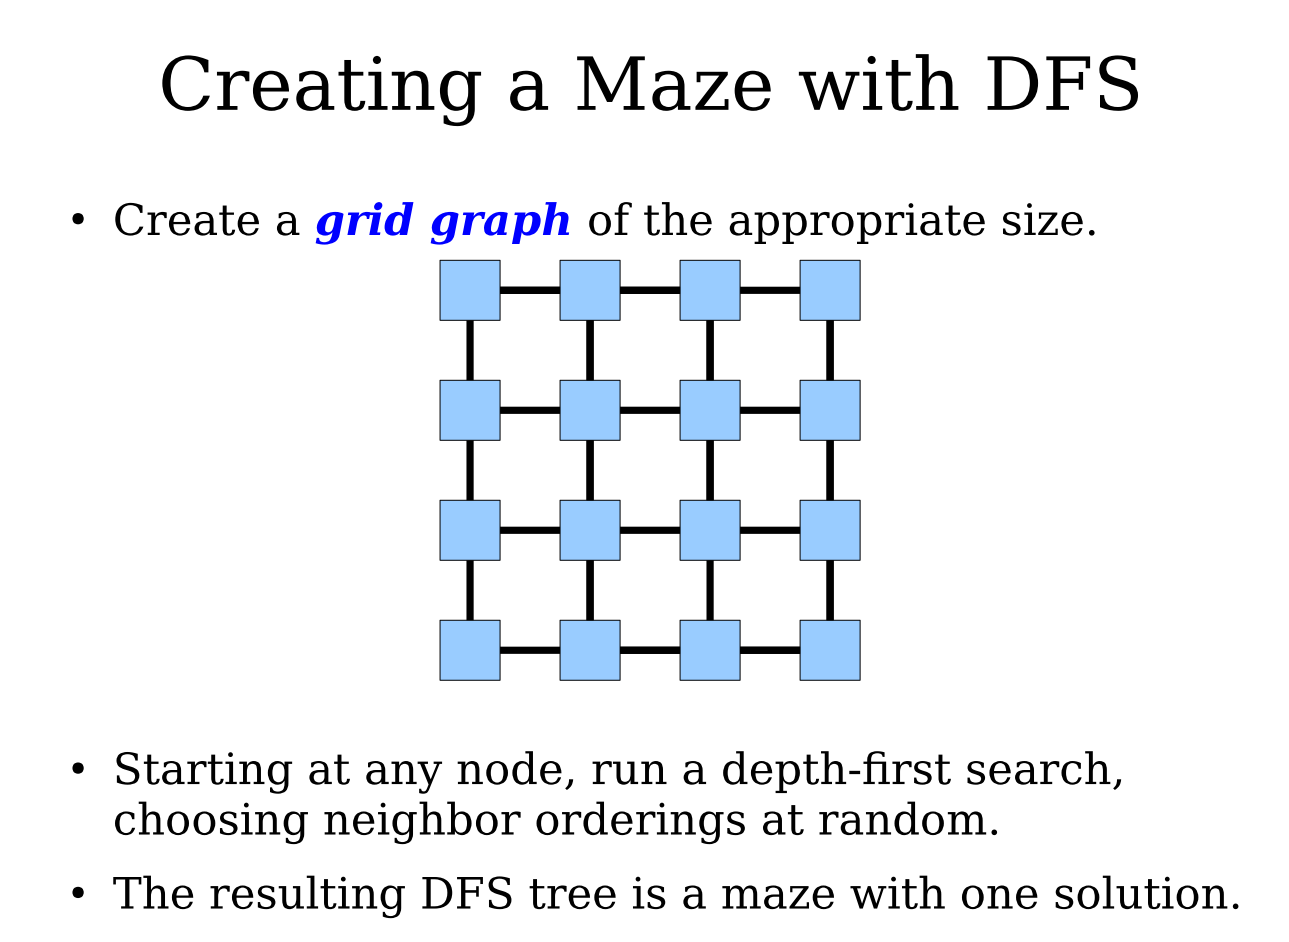 Creating a Maze with DFS
• Create a grid graph of the appropriate size.
• Starting at any node, run a depth-first search,
choosing neighbor orderings at random.
• The resulting DFS tree is a maze with one solution.